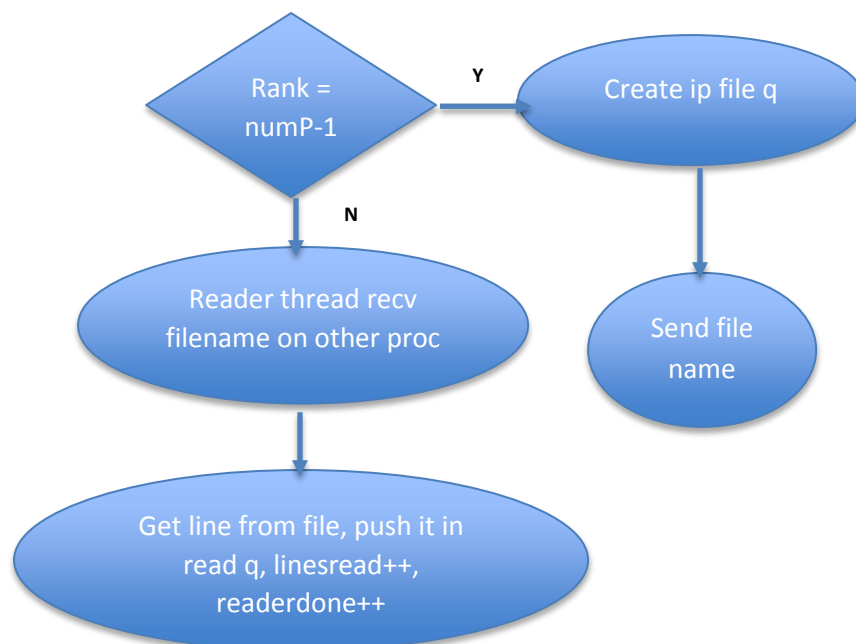 Rank =
numP-1
Y
Create ip file q
N
Reader thread recv
filename on other proc
Send file
name
Get line from file, push it in
read q, linesread++,
readerdone++